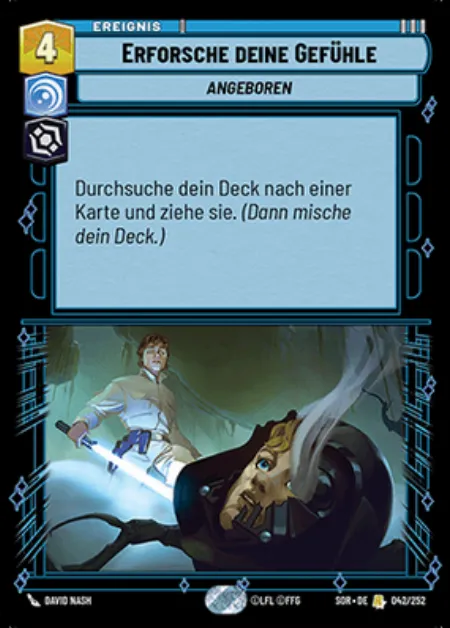 EREIGNIS
4
ERFORSCHE DEINE GEFÜHLE
ANGEBOREN
Durchsuche dein Deck nach einer
Karte und ziehe sie. (Dann mische
dein Deck.)
DAVID NASH
©LFL ©FFG
SOR • DE
042/252